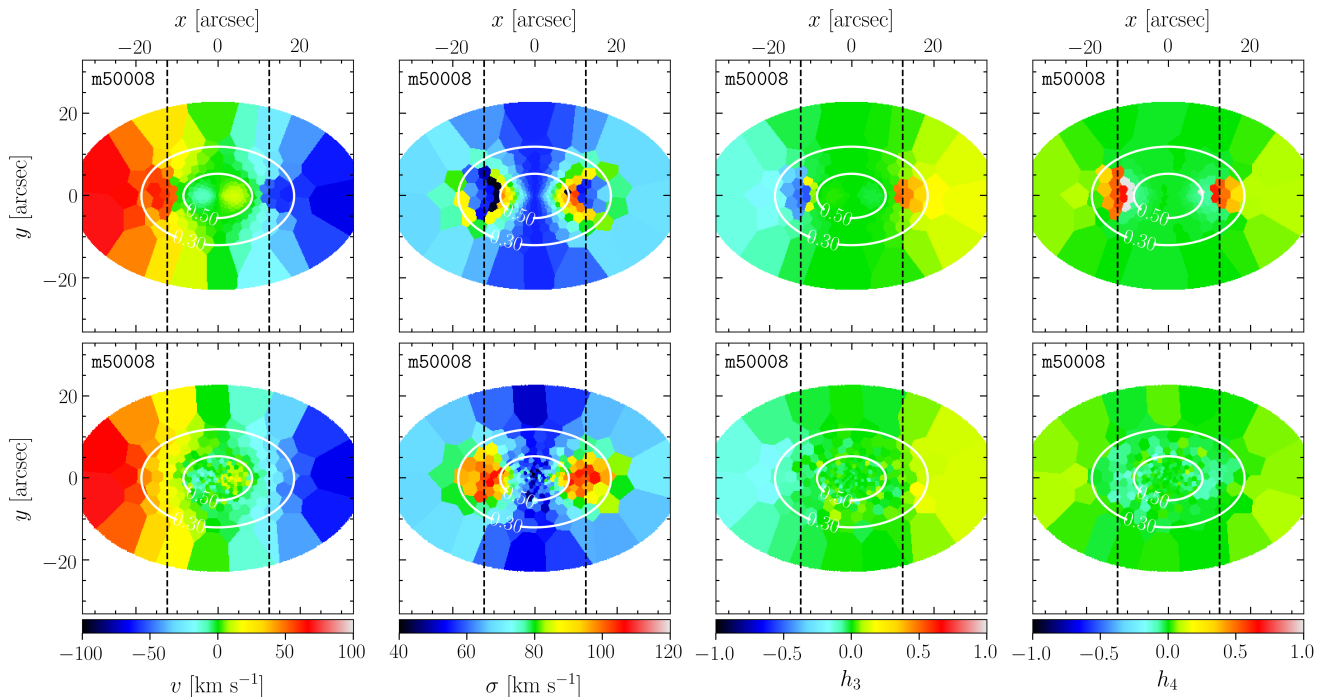 x [arcsec] x [arcsec] x [arcsec] x [arcsec]
−20 0 20 −20 0 20 −20 0 20 −20 0 20
m50008 m50008 m50008 m50008
20
0
−20
y [arcsec]
0.50 0.50 0.50 0.50
0.30 0.30 0.30 0.30
m50008 m50008 m50008 m50008
20
0
−20
y [arcsec]
0.50 0.50 0.50 0.50
0.30 0.30 0.30 0.30
−100 −50 0 50 100 40 60 80 100 120 −1.0 −0.5 0.0 0.5 1.0 −1.0 −0.5 0.0 0.5 1.0
v [km s⁻¹] σ [km s⁻¹] h₃ h₄